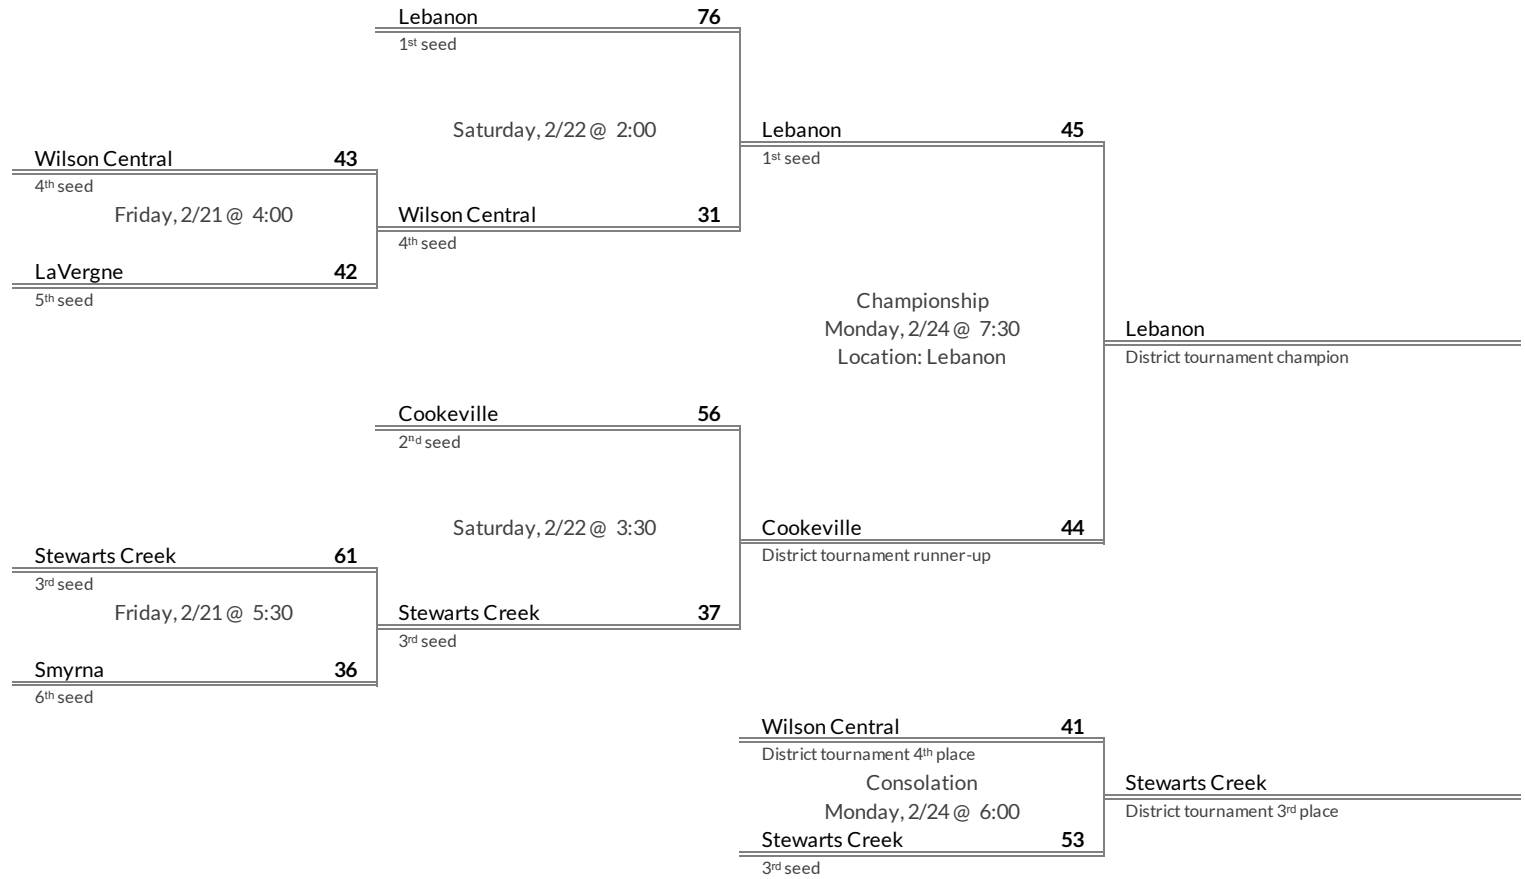 Lebanon 76
1st seed
Saturday, 2/22 @ 2:00
Lebanon 45
1st seed
Wilson Central 43
4th seed
Friday, 2/21 @ 4:00
Wilson Central 31
4th seed
LaVergne 42
5th seed
Championship
Monday, 2/24 @ 7:30
Location: Lebanon
Lebanon
District tournament champion
Cookeville 56
2nd seed
Saturday, 2/22 @ 3:30
Cookeville 44
District tournament runner-up
Stewarts Creek 61
3rd seed
Friday, 2/21 @ 5:30
Stewarts Creek 37
3rd seed
Smyrna 36
6th seed
Wilson Central 41
District tournament 4th place
Consolation
Monday, 2/24 @ 6:00
Stewarts Creek
District tournament 3rd place
Stewarts Creek 53
3rd seed